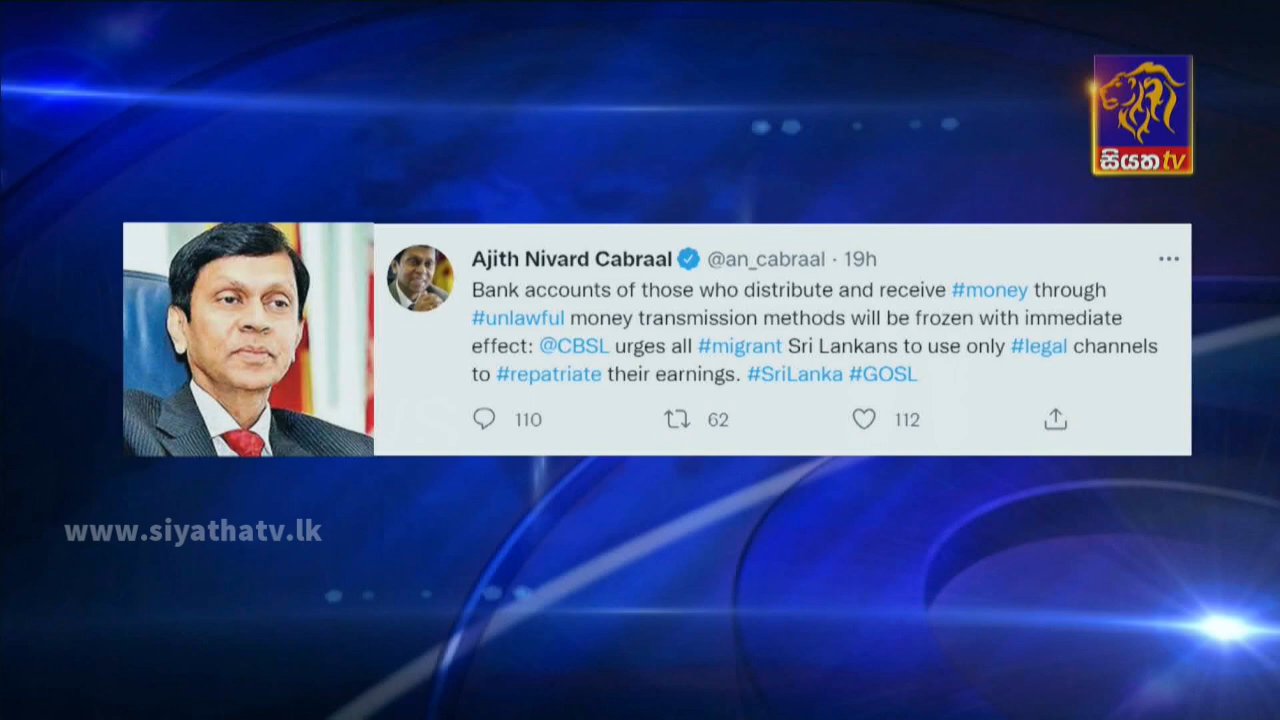 සියත tv
Ajith Nivard Cabraal @an_cabraal · 19h
Bank accounts of those who distribute and receive #money through
#unlawful money transmission methods will be frozen with immediate
effect: @CBSL urges all #migrant Sri Lankans to use only #legal channels
to #repatriate their earnings. #SriLanka #GOSL
110 62 112
www.siyathatv.lk